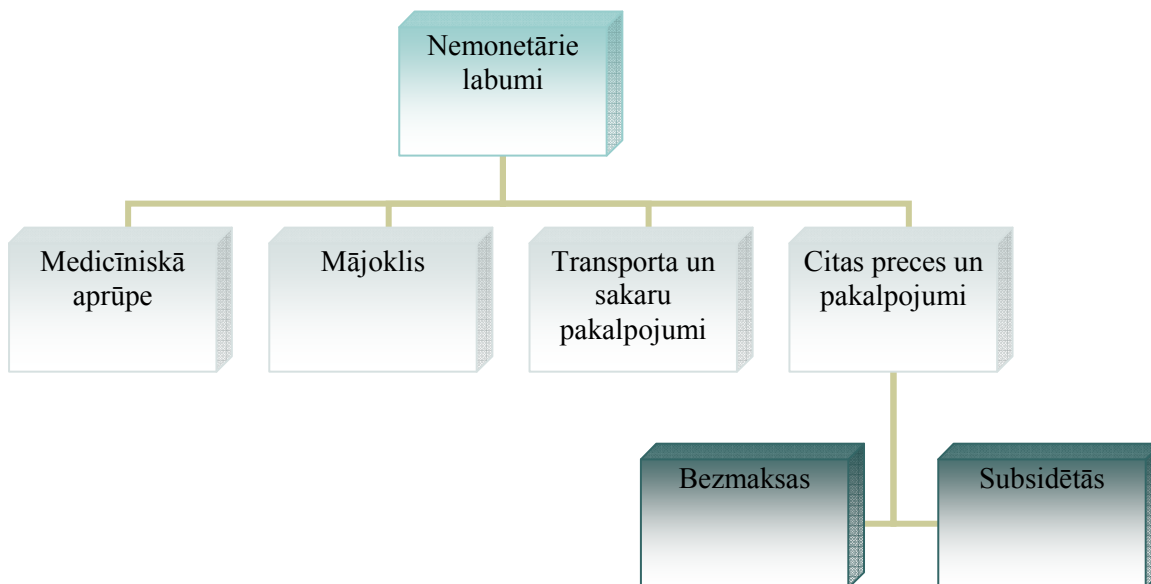 Nemonetārie
labumi
Medicīniskā
aprūpe
Mājoklis
Transporta un
sakaru
pakalpojumi
Citas preces un
pakalpojumi
Bezmaksas
Subsidētās